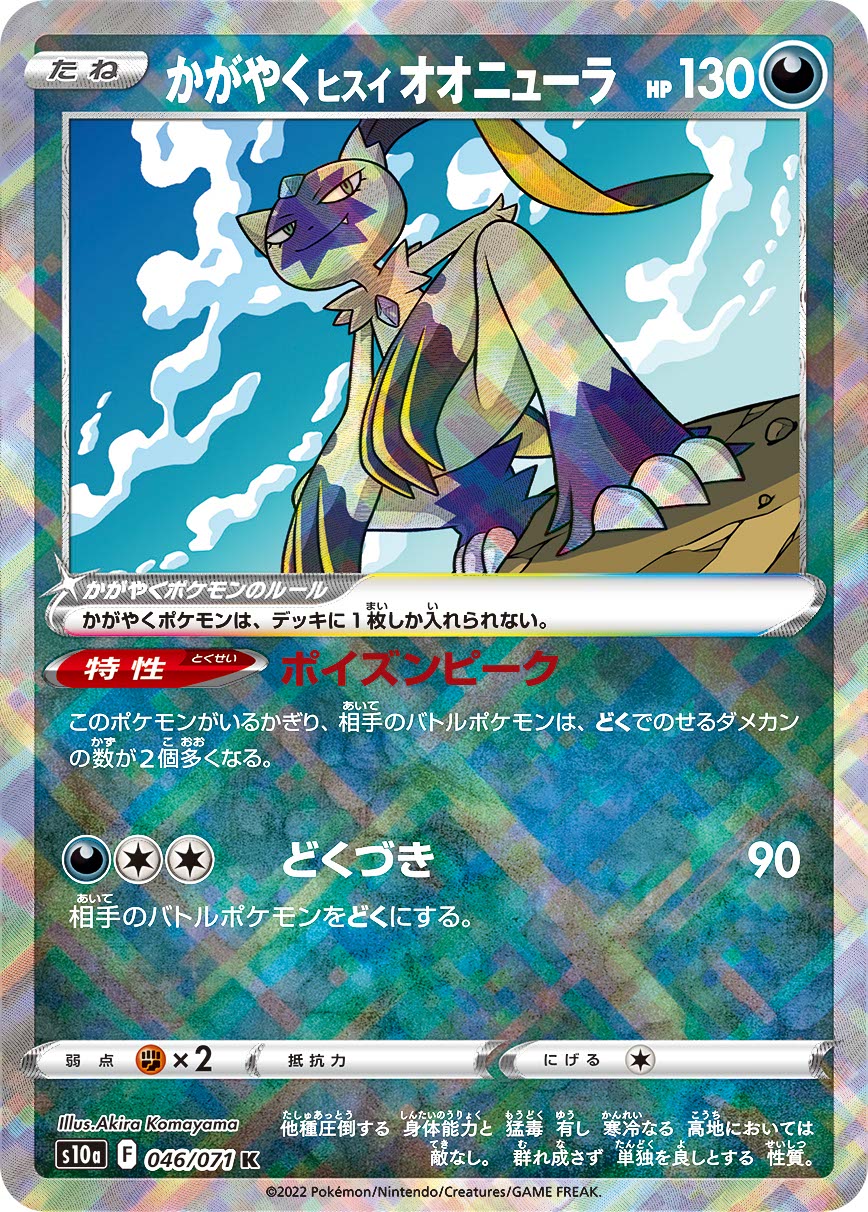 たね かがやく ヒスイ オオニューラ HP 130
かがやくポケモンのルール
かがやくポケモンは、デッキに1枚しか入れられない。
特性 とくせい ポイズンピーク
このポケモンがいるかぎり、相手のバトルポケモンは、どくでのせるダメカン
の数が2個多くなる。
どくづき 90
相手のバトルポケモンをどくにする。
弱点 ×2 抵抗力 にげる
Illus.Akira Komayama
他種圧倒する 身体能力と 猛毒 有し 寒冷なる 高地においては
敵なし。 群れ成さず 単独を良しとする 性質。
s10a F 046/071 K
©2022 Pokémon/Nintendo/Creatures/GAME FREAK.